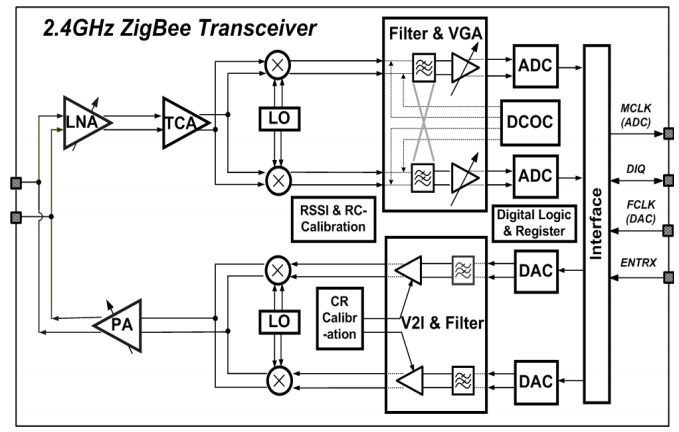 2.4GHz ZigBee Transceiver
Filter & VGA
LNA
TCA
LO
ADC
DCOC
ADC
RSSI & RC-
Calibration
Digital Logic
& Register
Interface
MCLK
(ADC)
DIQ
FCLK
(DAC)
ENTRX
PA
LO
CR
Calibr
-ation
V2I & Filter
DAC
DAC